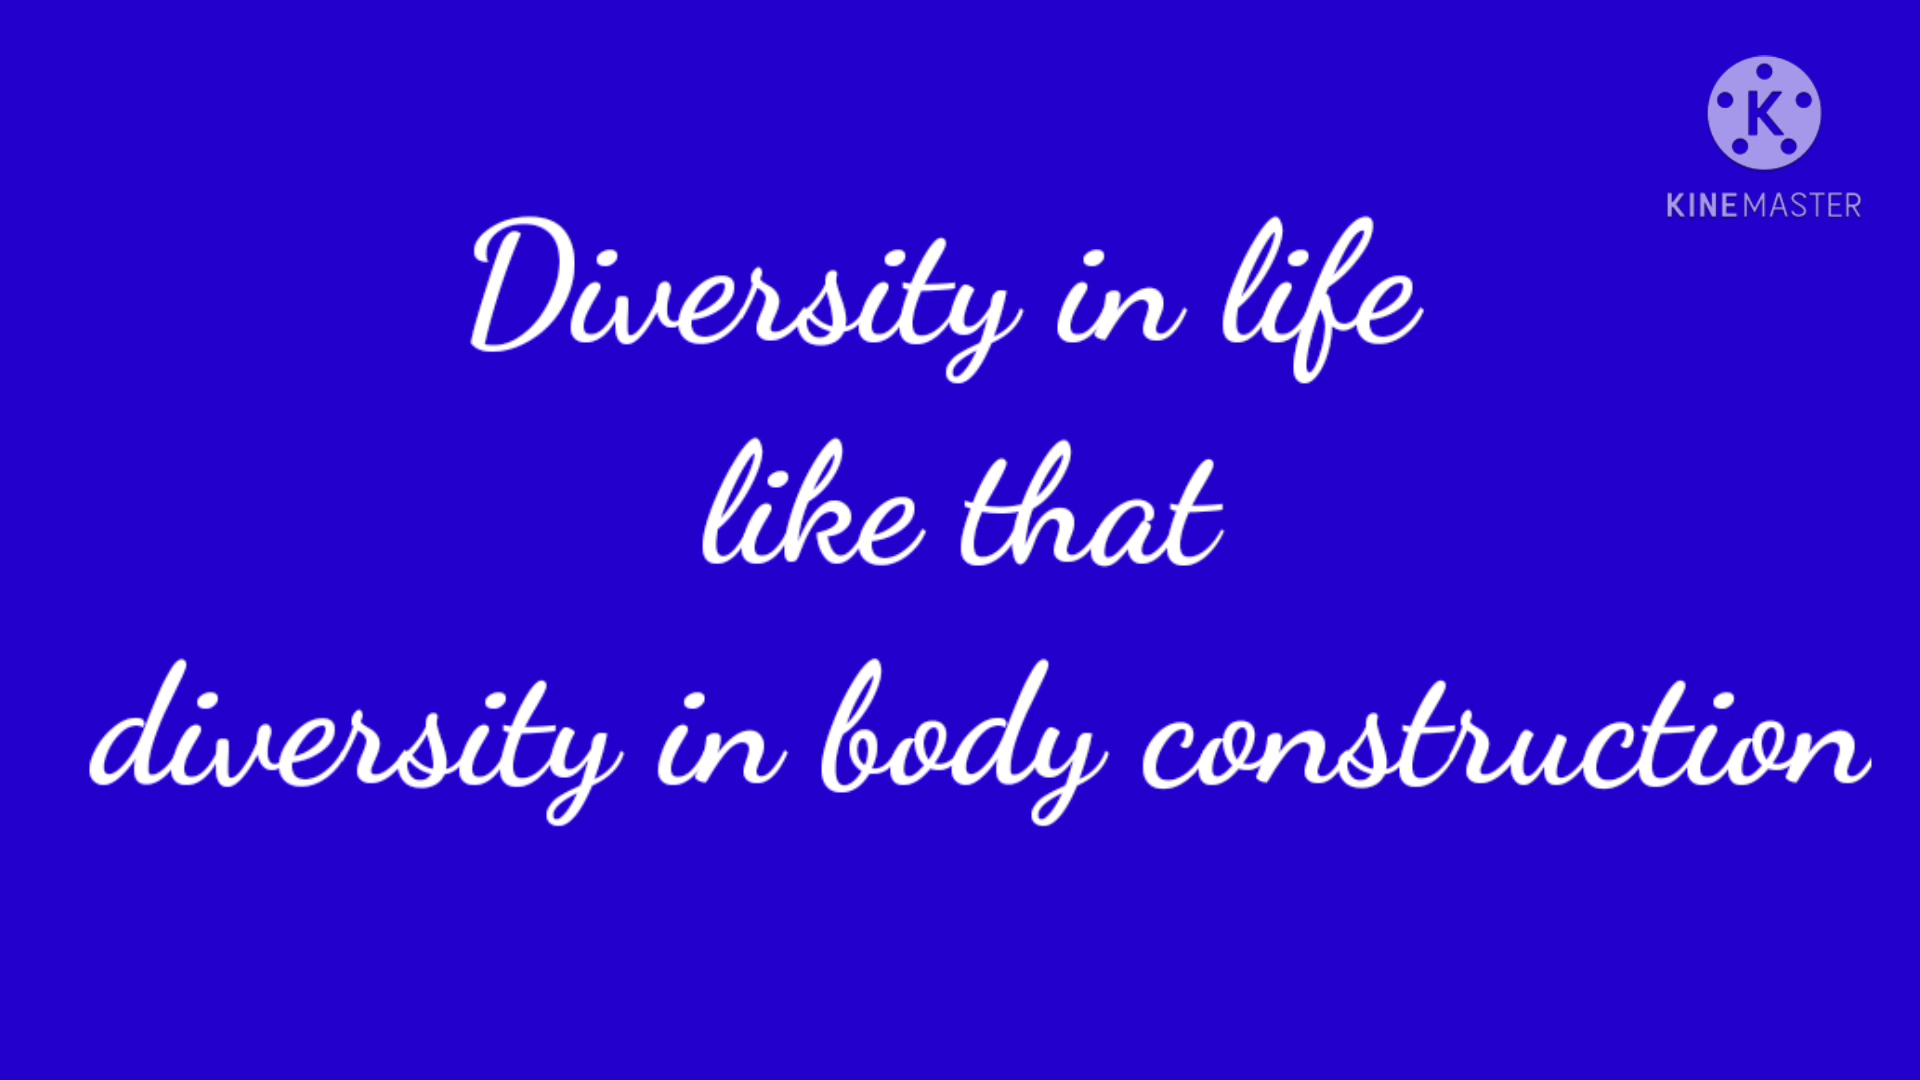 K
KINEMASTER
Diversity in life
like that
diversity in body construction